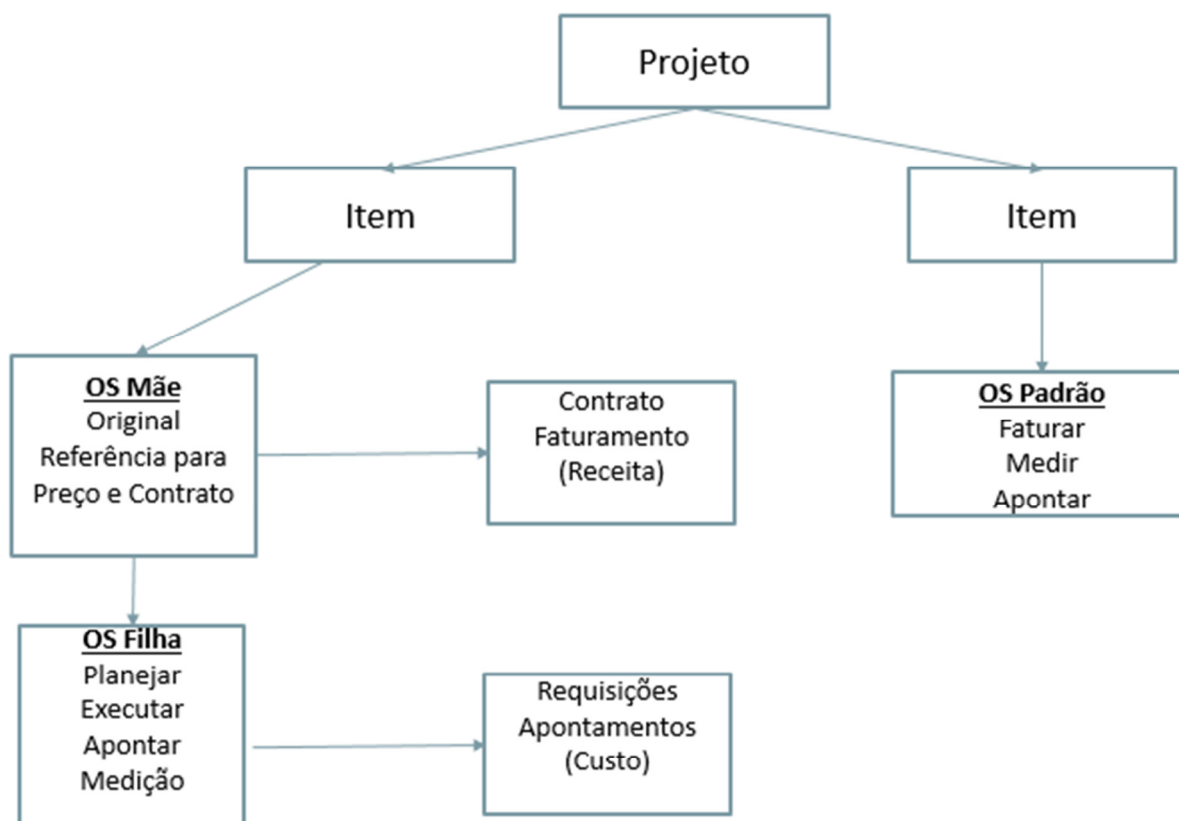 Projeto
Item
Item
OS Mãe
Original
Referência para
Preço e Contrato
Contrato
Faturamento
(Receita)
OS Padrão
Faturar
Medir
Apontar
OS Filha
Planejar
Executar
Apontar
Medição
Requisições
Apontamentos
(Custo)